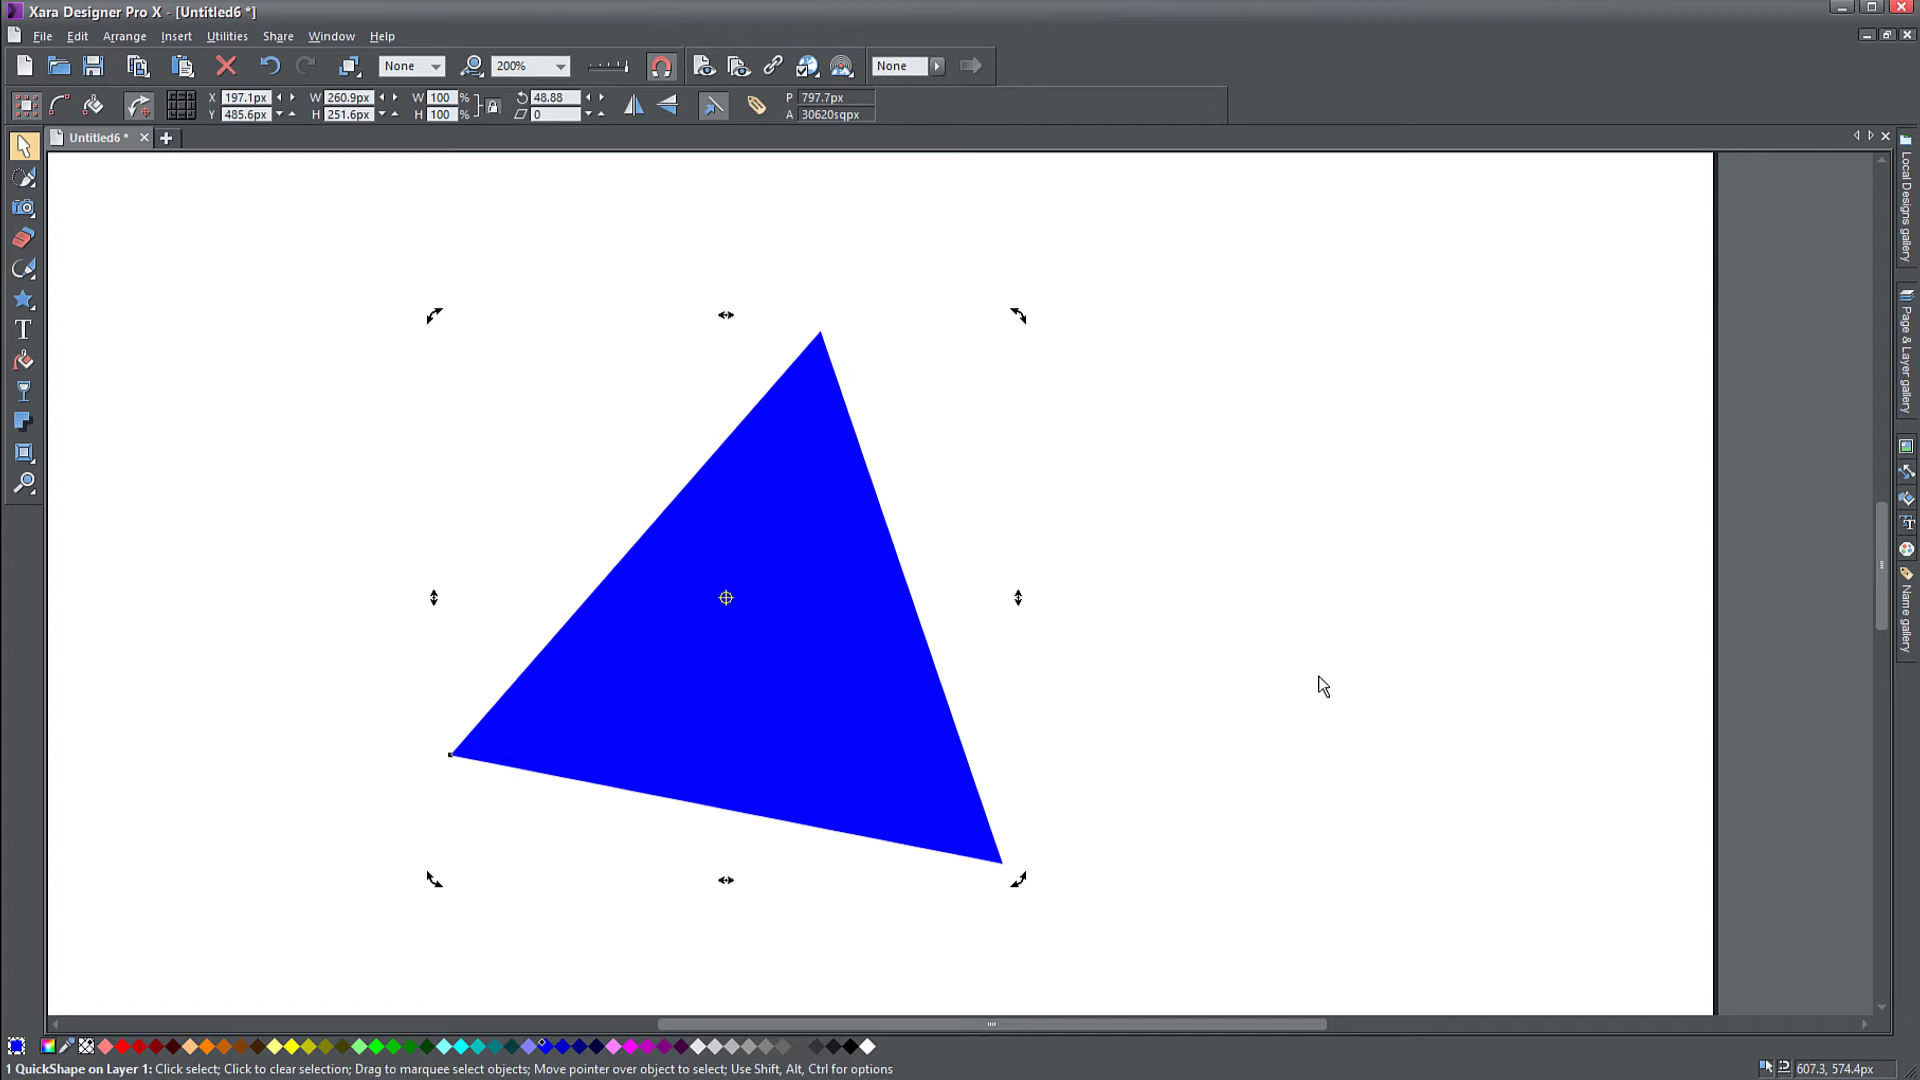 Xara Designer Pro X - [Untitled6 *]
File Edit Arrange Insert Utilities Share Window Help
None 200% None
X 197.1px W 260.9px W 100 % 48.88 P 797.7px
Y 485.6px H 251.6px H 100 % 0 A 30620sqpx
Untitled6 *
Local Designs gallery
Page & Layer gallery
Name gallery
1 QuickShape on Layer 1: Click select; Click to clear selection; Drag to marquee select objects; Move pointer over object to select; Use Shift, Alt, Ctrl for options
607.3, 574.4px